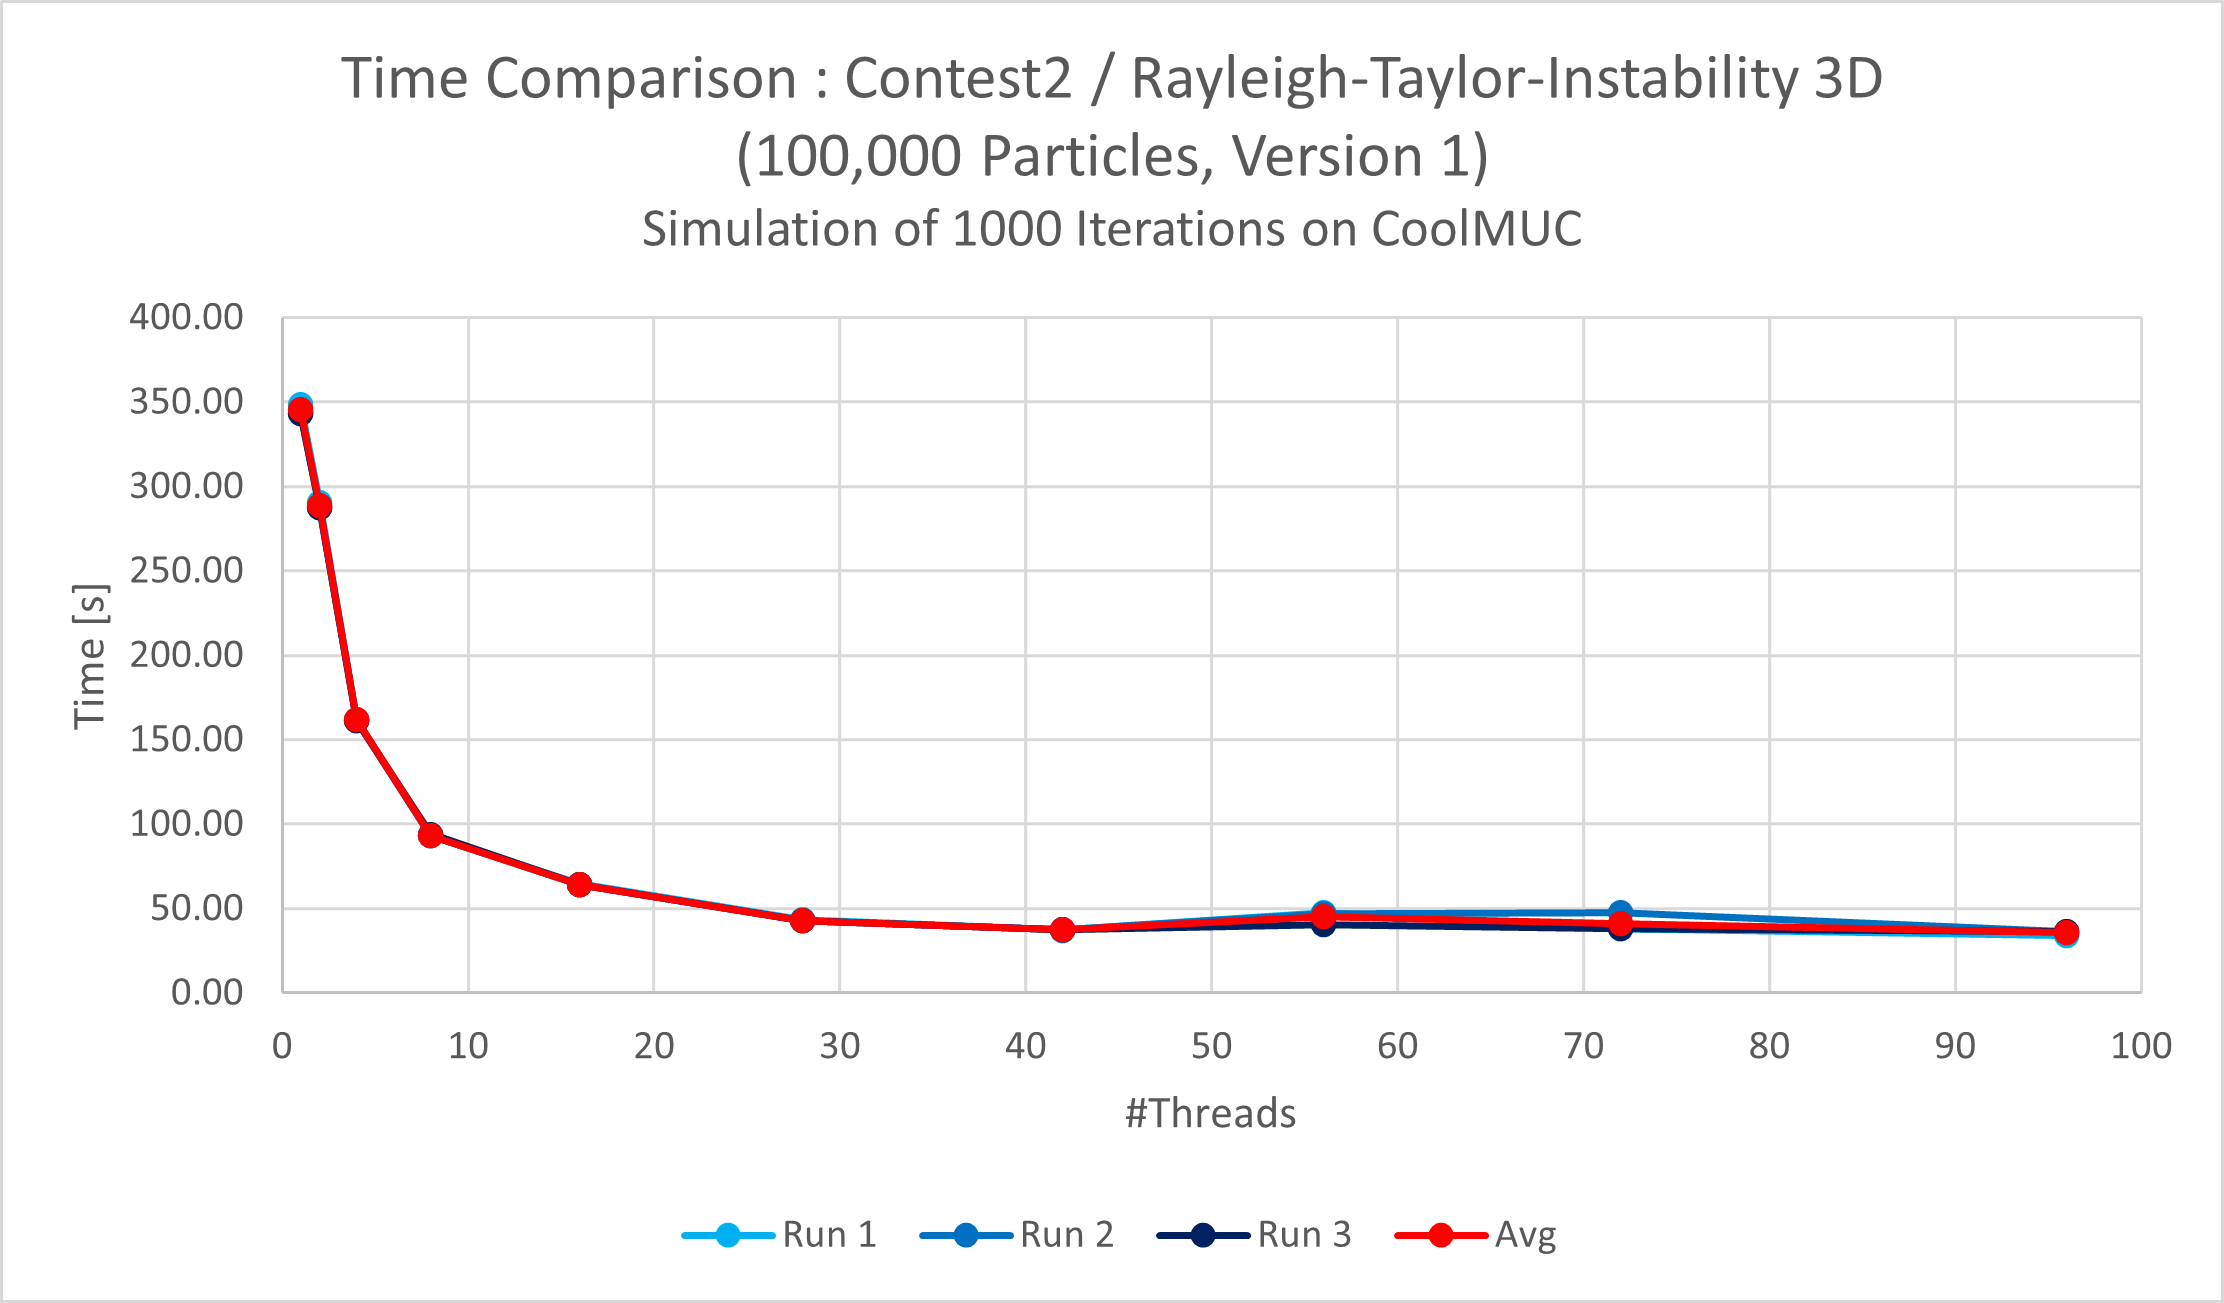 Time Comparison : Contest2 / Rayleigh-Taylor-Instability 3D
(100,000 Particles, Version 1)
Simulation of 1000 Iterations on CoolMUC
400.00
350.00
300.00
250.00
200.00
150.00
100.00
50.00
0.00
Time [s]
0 10 20 30 40 50 60 70 80 90 100
#Threads
Run 1 Run 2 Run 3 Avg